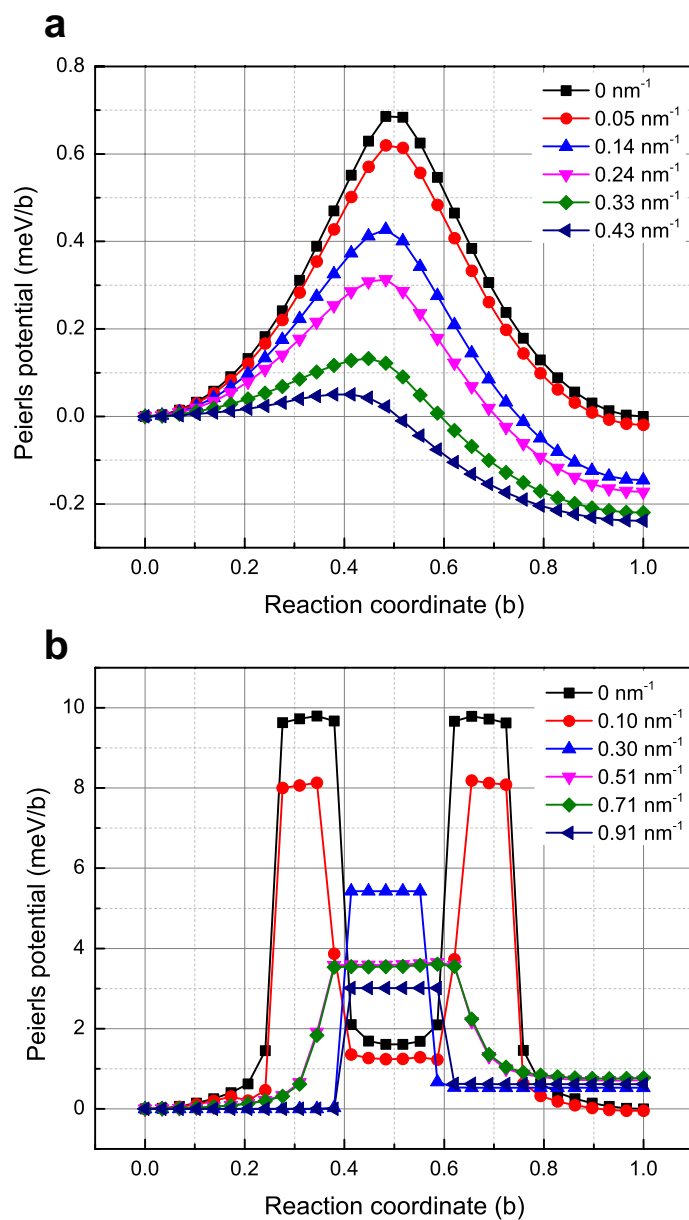 a
0.8
0.6
0.4
0.2
0.0
-0.2
Peierls potential (meV/b)
0 nm⁻¹
0.05 nm⁻¹
0.14 nm⁻¹
0.24 nm⁻¹
0.33 nm⁻¹
0.43 nm⁻¹
0.0 0.2 0.4 0.6 0.8 1.0
Reaction coordinate (b)
b
10
8
6
4
2
0
Peierls potential (meV/b)
0 nm⁻¹
0.10 nm⁻¹
0.30 nm⁻¹
0.51 nm⁻¹
0.71 nm⁻¹
0.91 nm⁻¹
0.0 0.2 0.4 0.6 0.8 1.0
Reaction coordinate (b)